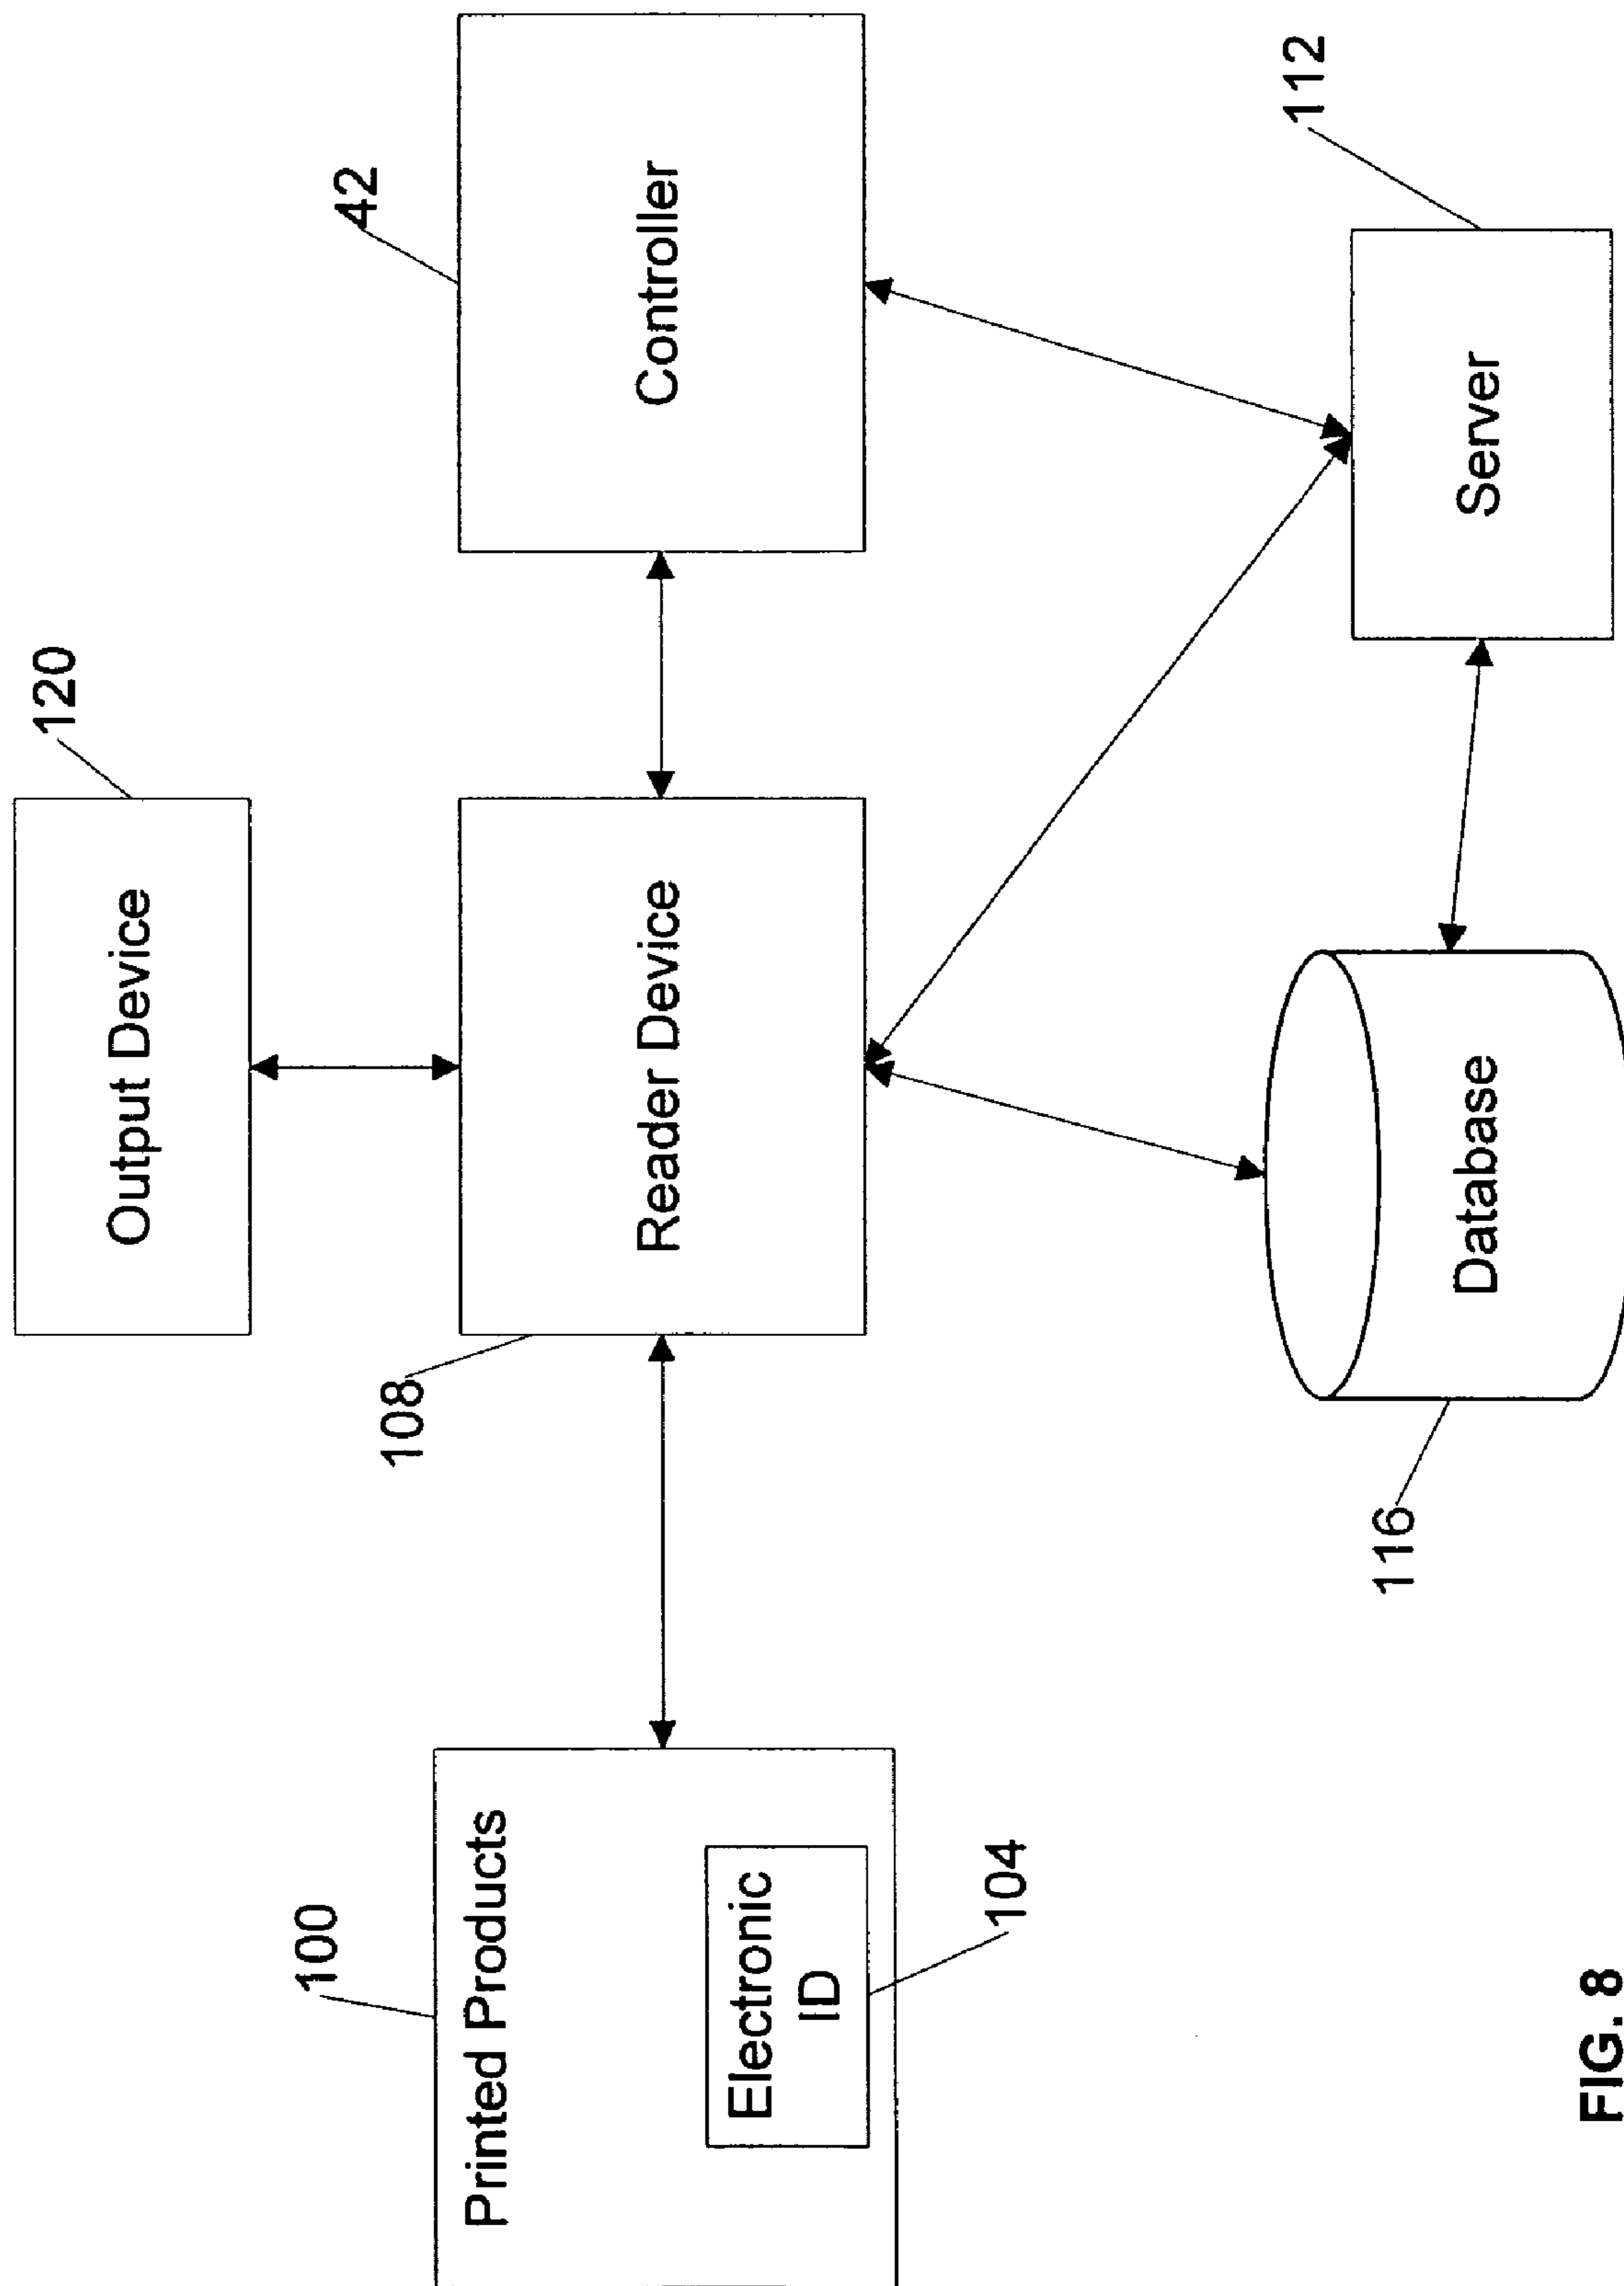 120
Output Device
42
100
108
Printed Products
Reader Device
Controller
Electronic
ID
104
112
116
Database
Server
FIG. 8